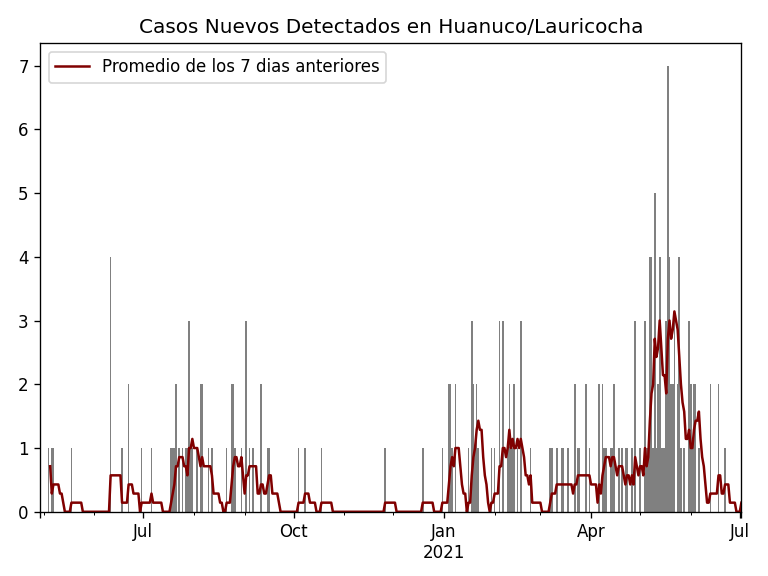 Casos Nuevos Detectados en Huanuco/Lauricocha
Promedio de los 7 dias anteriores
7
6
5
4
3
2
1
0
Jul
Oct
Jan
2021
Apr
Jul